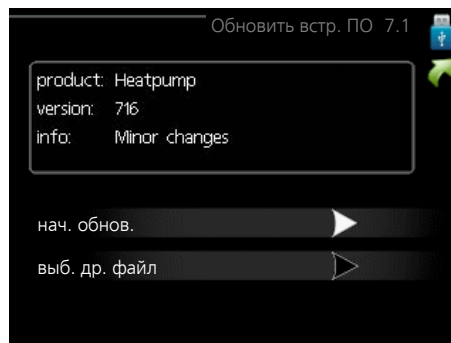 Обновить встр. ПО 7.1
product: Heatpump
version: 716
info: Minor changes
нач. обнов.
выб. др. файл